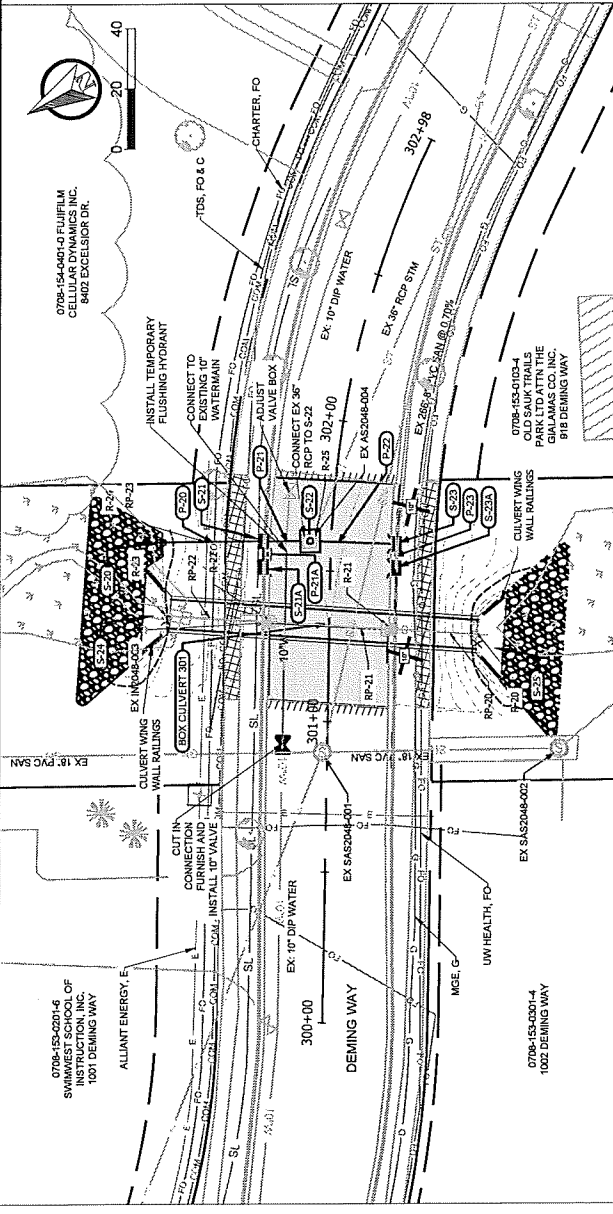 0708-154-0401-0 FUJIFILM
CELLULAR DYNAMICS INC.
8402 EXCELSIOR DR.
0 20 40
CHARTER, FO
TDS, FO & C
INSTALL TEMPORARY
FLUSHING HYDRANT
CONNECT TO
EXISTING 10"
WATERMAIN
ADJUST
VALVE BOX
CONNECT EX 36"
RCP TO S-22
R-25
EX AS2048-004
EX: 10" DIP WATER
EX 36" RCP STM
302+98
302+00
301+00
300+00
0708-153-0103-4
OLD SAUK TRAILS
PARK LTD ATTN THE
GIALAMAS CO. INC.
918 DEMING WAY
P-20
S-21
P-21
S-22
P-22
S-23
P-23
S-23A
P-21A
S-21A
R-21
RP-21
R-24
RP-23
R-23
RP-22
R-22
S-20
S-24
EX IN2048-003
CULVERT WING
WALL RAILINGS
BOX CULVERT 301
CULVERT WING
WALL RAILINGS
RP-20
S-25
EX 18" PVC SAN
EX 18" PVC SAN
CUT IN
CONNECTION
FURNISH AND
INSTALL 10" VALVE
10"W
EX SAS2048-001
EX SAS2048-002
EX: 10" DIP WATER
DEMING WAY
UW HEALTH, FO
MGE, G
ALLIANT ENERGY, E
0708-153-0201-6
SWIMWEST SCHOOL OF
INSTRUCTION, INC.
1001 DEMING WAY
0708-153-0301-4
1002 DEMING WAY